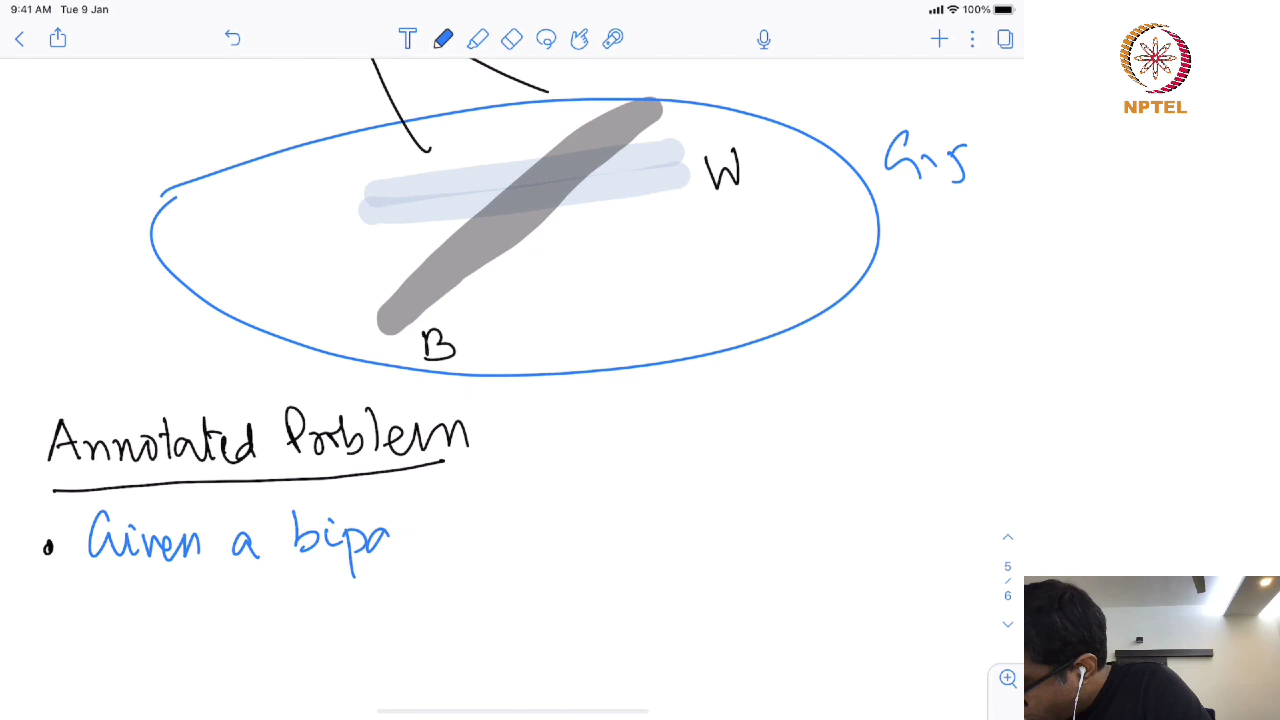 9:41 AM Tue 9 Jan
100%
T
NPTEL
W
G-S
B
Annotated Problem
• Given a bipa
5
/
6